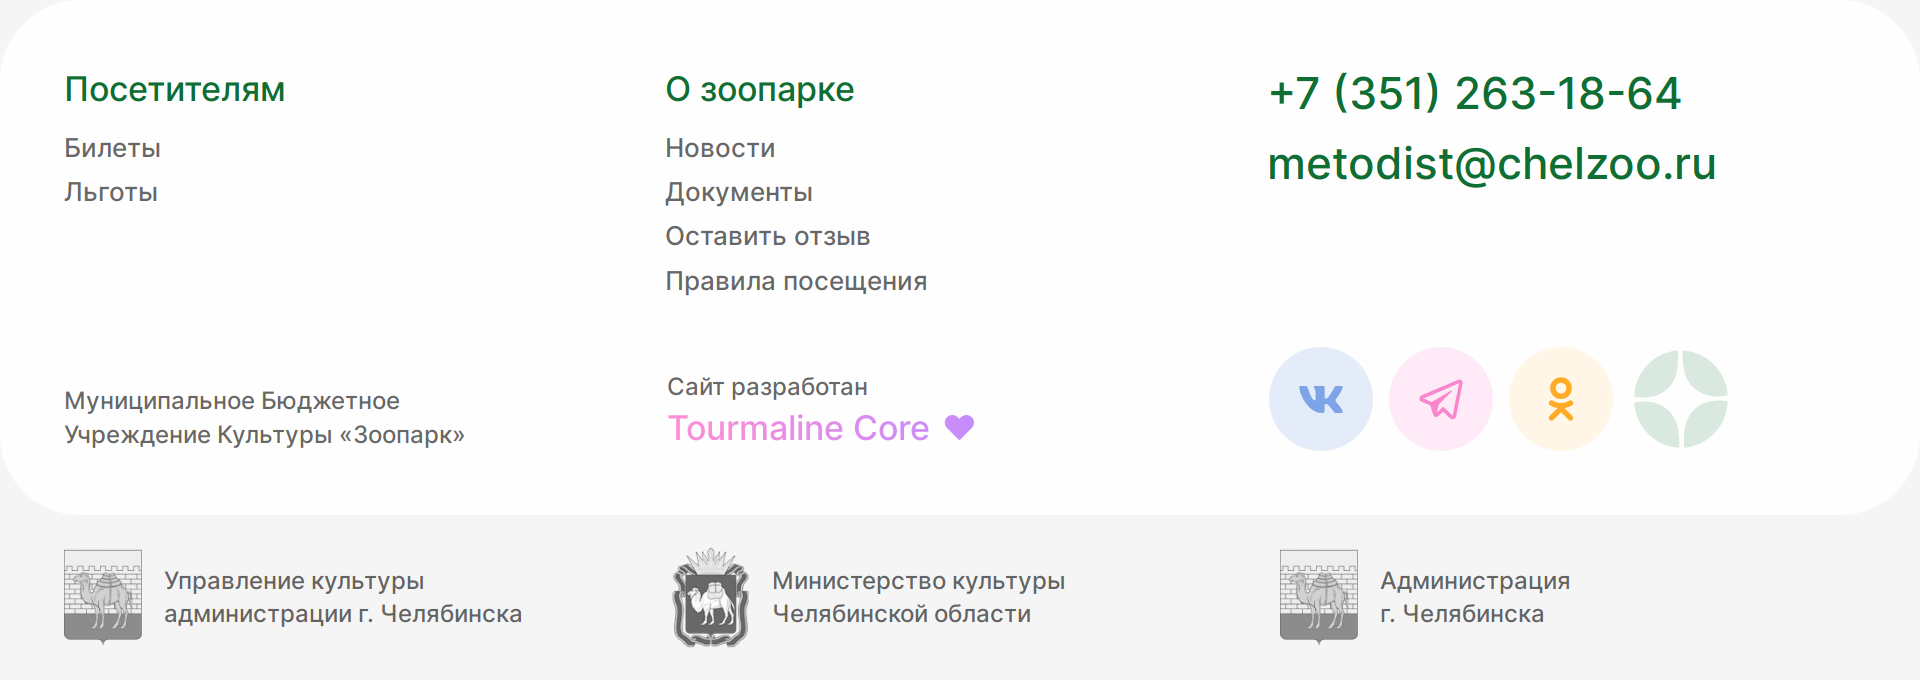 Посетителям
Билеты
Льготы
О зоопарке
Новости
Документы
Оставить отзыв
Правила посещения
+7 (351) 263-18-64
metodist@chelzoo.ru
Муниципальное Бюджетное
Учреждение Культуры «Зоопарк»
Сайт разработан
Tourmaline Core
Управление культуры
администрации г. Челябинска
Министерство культуры
Челябинской области
Администрация
г. Челябинска